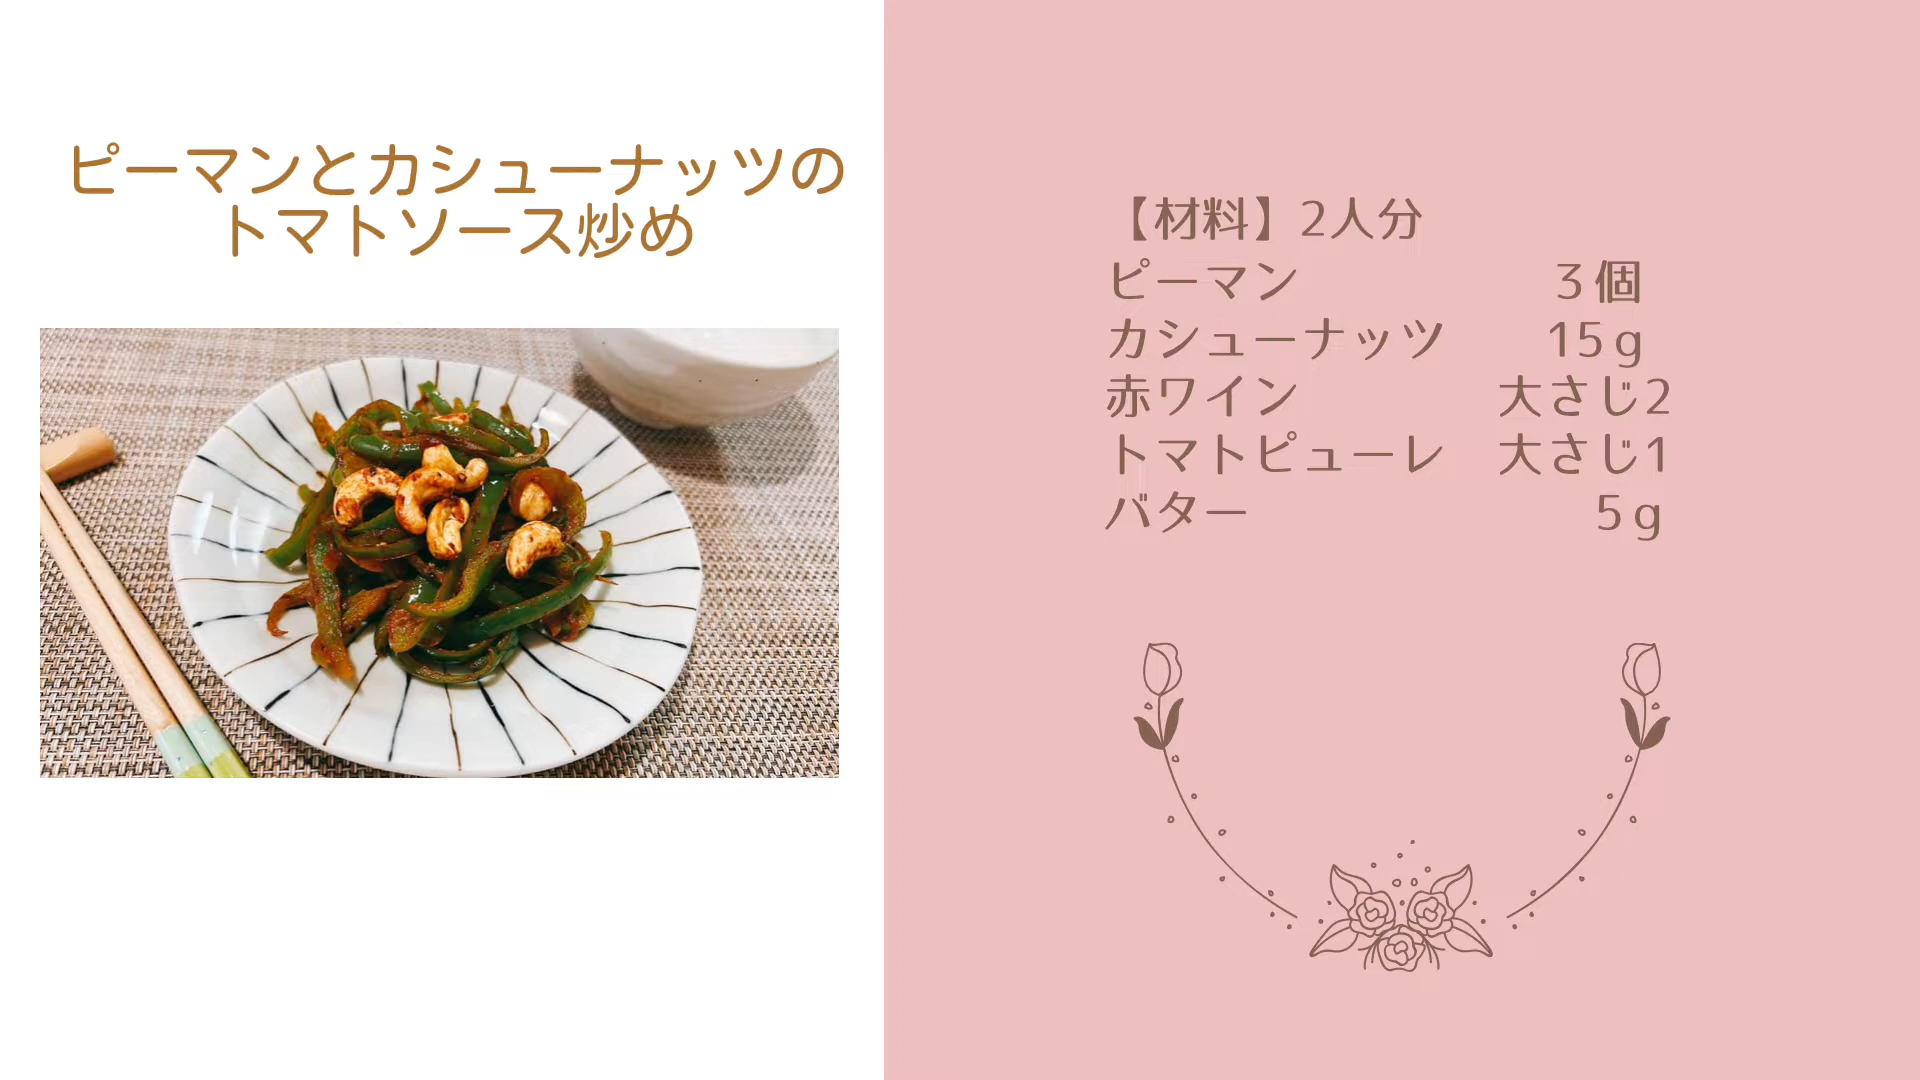 ピーマンとカシューナッツの
トマトソース炒め
【材料】2人分
ピーマン 3個
カシューナッツ 15g
赤ワイン 大さじ2
トマトピューレ 大さじ1
バター 5g